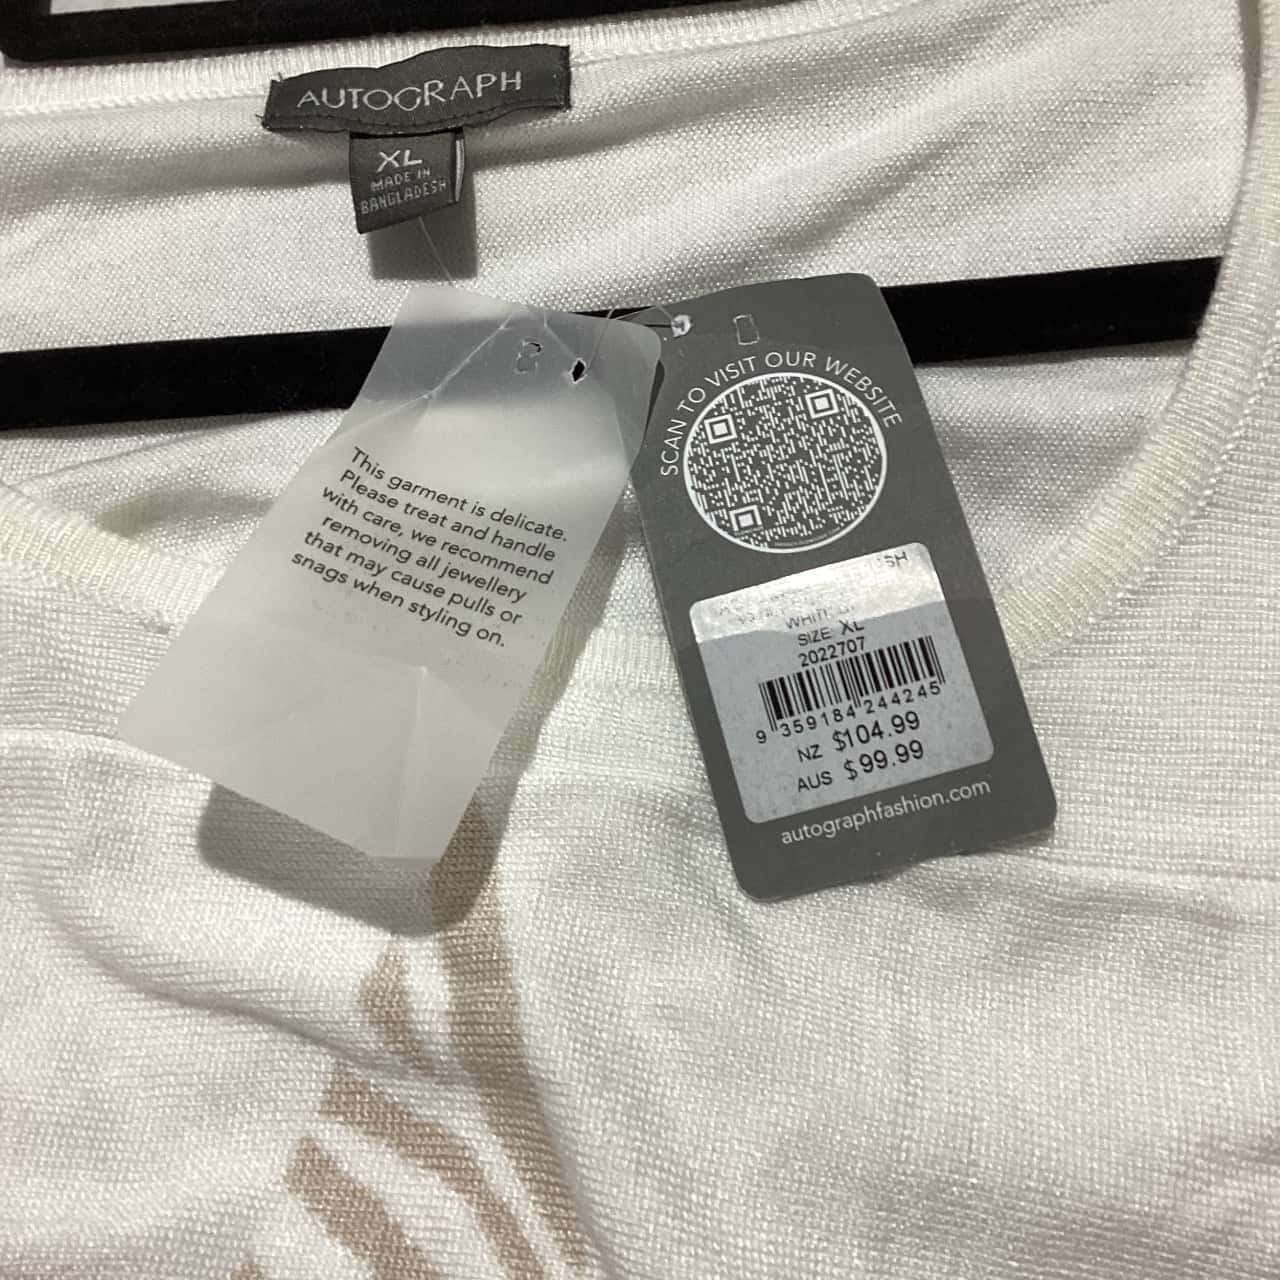 AUTOGRAPH
XL
MADE IN
BANGLADESH
This garment is delicate.
Please treat and handle
with care, we recommend
removing all jewellery
that may cause pulls or
snags when styling on.
SCAN TO VISIT OUR WEBSITE
SIZE: XL
2022707
9 359184 244245
NZ $104.99
AUS $99.99
autographfashion.com